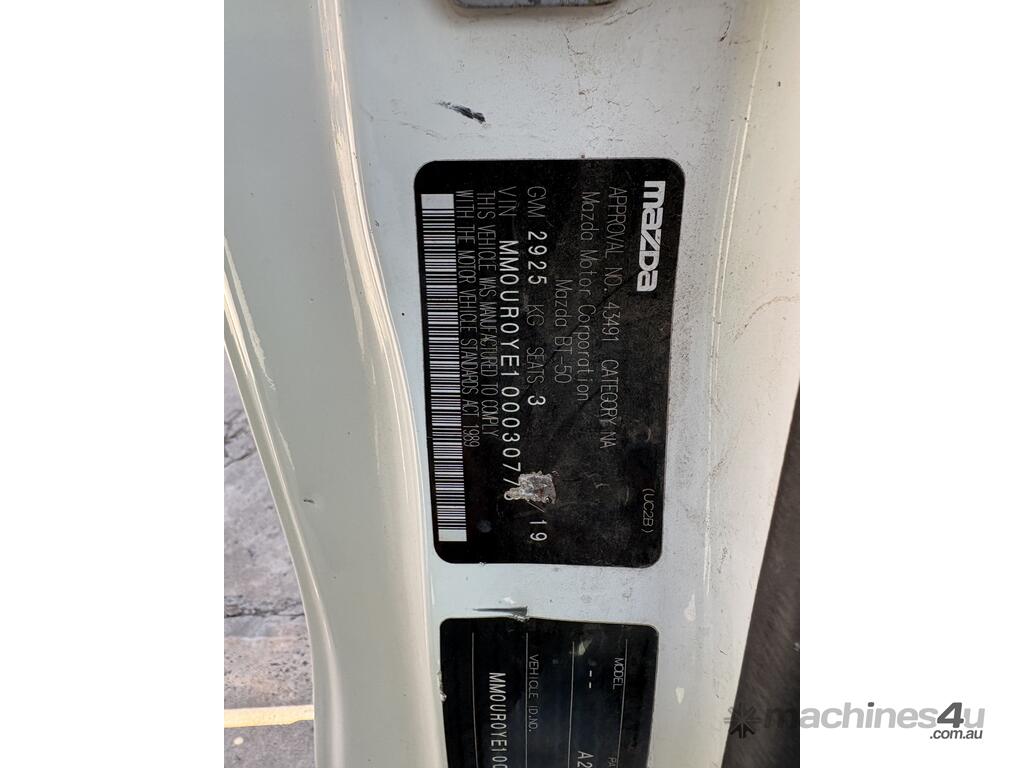 mazda
(UC2B)
APPROVAL NO. 43491 CATEGORY NA
Mazda Motor Corporation
Mazda BT-50
GVM 2925 KG SEATS 3 /19
VIN MM0UR0YE10003077
THIS VEHICLE WAS MANUFACTURED TO COMPLY
WITH THE MOTOR VEHICLE STANDARDS ACT 1989
MODEL
--
VEHICLE ID.NO.
MM0UR0YE100
machines4u
.com.au